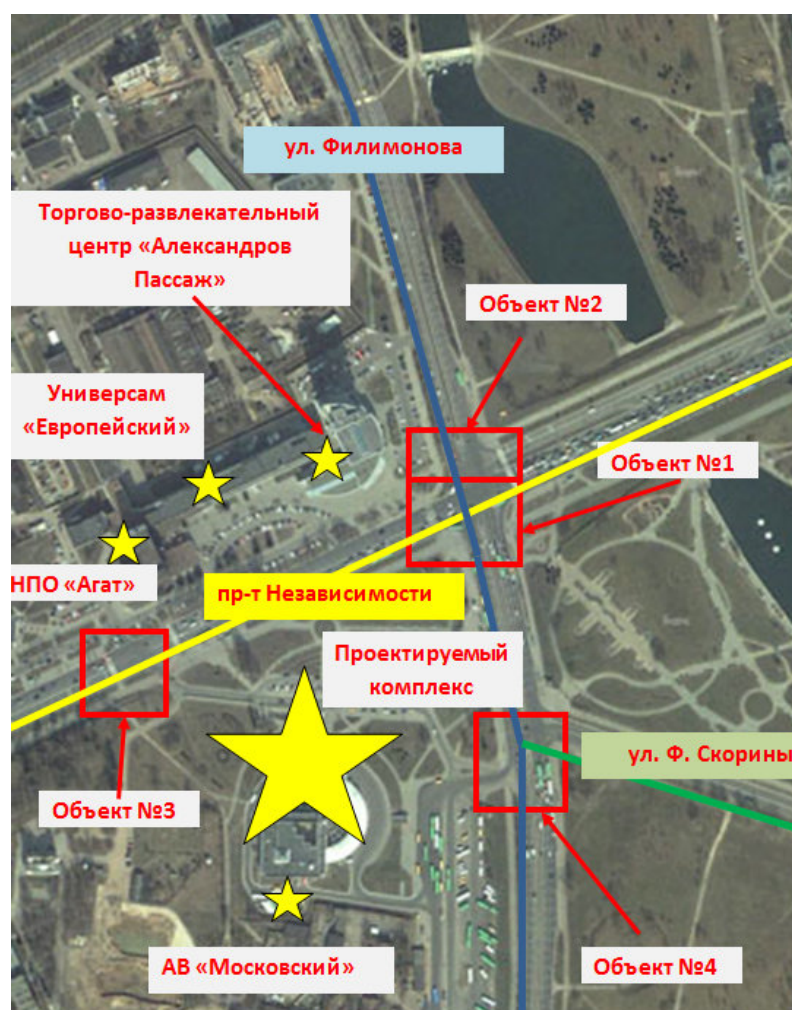 ул. Филимонова
Торгово-развлекательный
центр «Александров
Пассаж»
Объект №2
Универсам
«Европейский»
Объект №1
НПО «Агат»
пр-т Независимости
Проектируемый
комплекс
ул. Ф. Скорины
Объект №3
АВ «Московский»
Объект №4